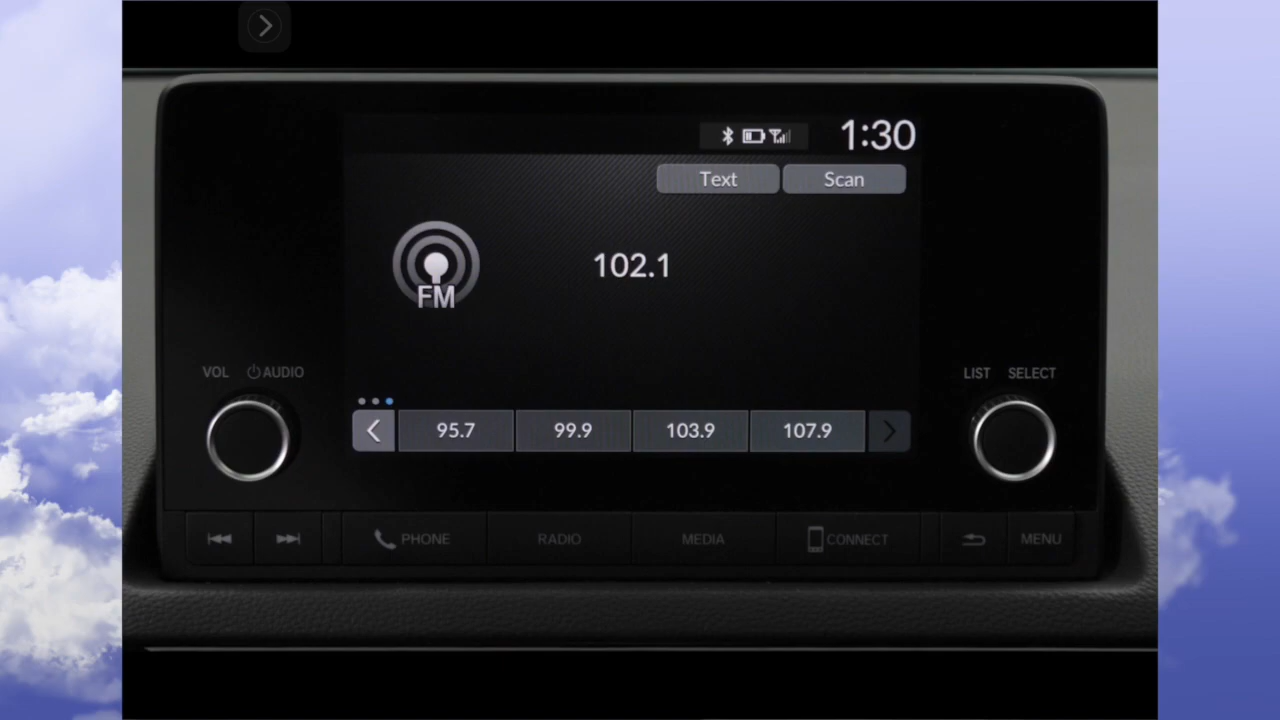 1:30
Text Scan
FM
102.1
VOL AUDIO
LIST SELECT
95.7 99.9 103.9 107.9
PHONE RADIO MEDIA CONNECT MENU